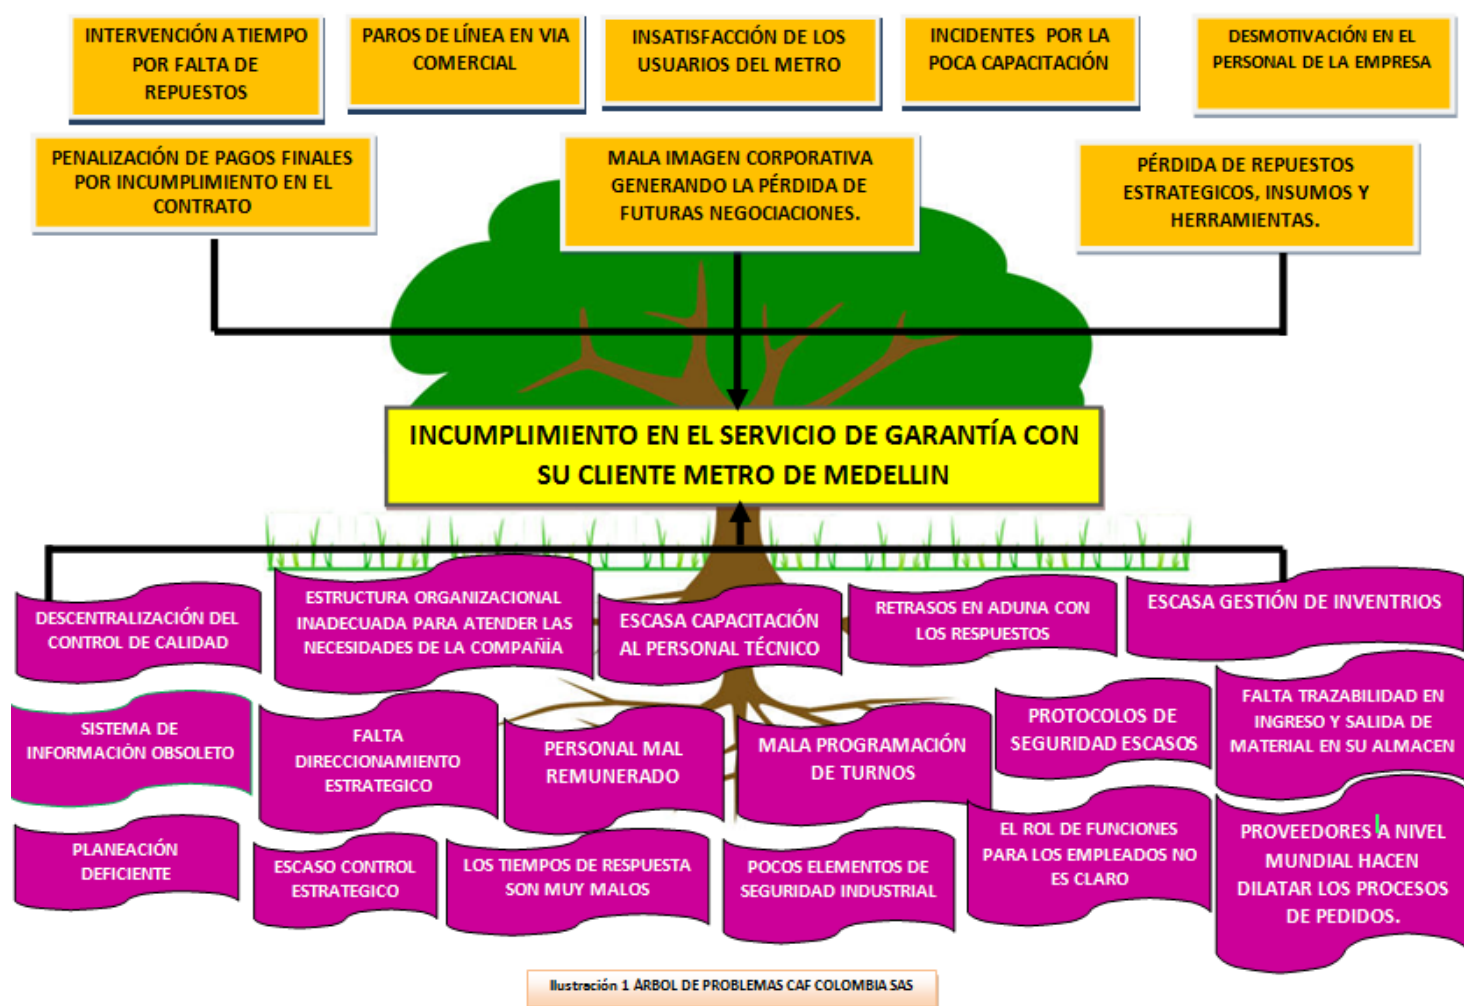 INTERVENCIÓN A TIEMPO
POR FALTA DE
REPUESTOS
PAROS DE LÍNEA EN VIA
COMERCIAL
INSATISFACCIÓN DE LOS
USUARIOS DEL METRO
INCIDENTES POR LA
POCA CAPACITACIÓN
DESMOTIVACIÓN EN EL
PERSONAL DE LA EMPRESA
PENALIZACIÓN DE PAGOS FINALES
POR INCUMPLIMIENTO EN EL
CONTRATO
MALA IMAGEN CORPORATIVA
GENERANDO LA PÉRDIDA DE
FUTURAS NEGOCIACIONES.
PÉRDIDA DE REPUESTOS
ESTRATEGICOS, INSUMOS Y
HERRAMIENTAS.
INCUMPLIMIENTO EN EL SERVICIO DE GARANTÍA CON
SU CLIENTE METRO DE MEDELLIN
DESCENTRALIZACIÓN DEL
CONTROL DE CALIDAD
ESTRUCTURA ORGANIZACIONAL
INADECUADA PARA ATENDER LAS
NECESIDADES DE LA COMPAÑÍA
ESCASA CAPACITACIÓN
AL PERSONAL TÉCNICO
RETRASOS EN ADUNA CON
LOS RESPUESTOS
ESCASA GESTIÓN DE INVENTRIOS
SISTEMA DE
INFORMACIÓN OBSOLETO
FALTA
DIRECCIONAMIENTO
ESTRATEGICO
PERSONAL MAL
REMUNERADO
MALA PROGRAMACIÓN
DE TURNOS
PROTOCOLOS DE
SEGURIDAD ESCASOS
FALTA TRAZABILIDAD EN
INGRESO Y SALIDA DE
MATERIAL EN SU ALMACEN
PLANEACIÓN
DEFICIENTE
ESCASO CONTROL
ESTRATEGICO
LOS TIEMPOS DE RESPUESTA
SON MUY MALOS
POCOS ELEMENTOS DE
SEGURIDAD INDUSTRIAL
EL ROL DE FUNCIONES
PARA LOS EMPLEADOS NO
ES CLARO
PROVEEDORES A NIVEL
MUNDIAL HACEN
DILATAR LOS PROCESOS
DE PEDIDOS.
Ilustración 1 ÁRBOL DE PROBLEMAS CAF COLOMBIA SAS